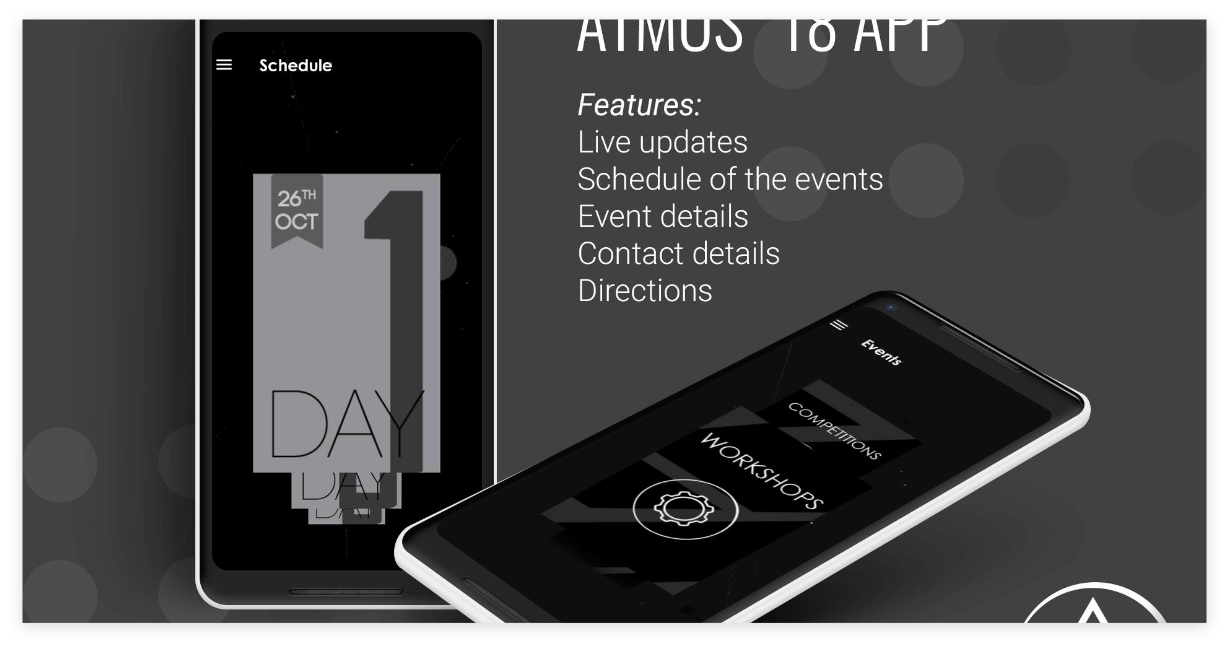 ATMOS '18 APP
Features:
Live updates
Schedule of the events
Event details
Contact details
Directions
Schedule
26TH
OCT
1
DAY
DAY
DAY
Events
COMPETITIONS
WORKSHOPS